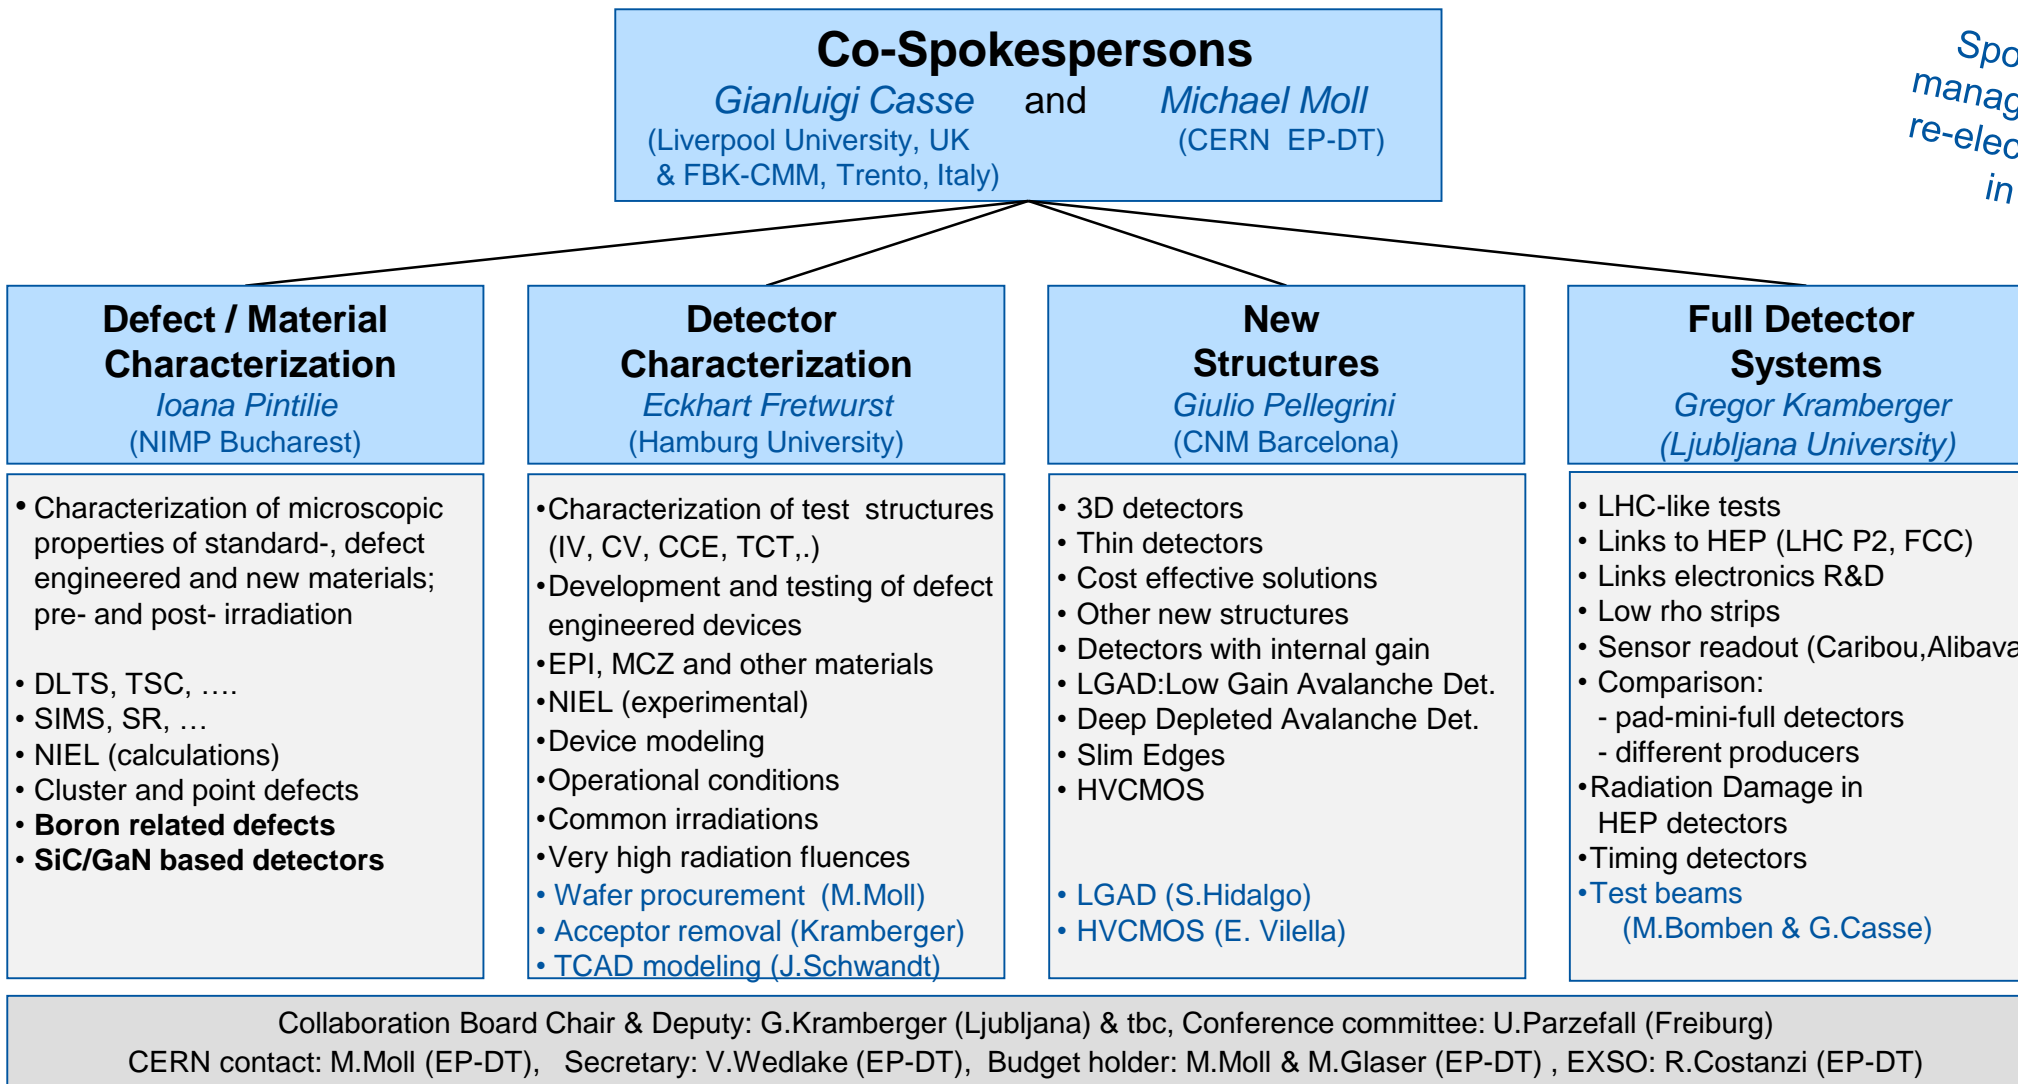 Co-Spokespersons
Gianluigi Casse and Michael Moll
(Liverpool University, UK (CERN EP-DT)
& FBK-CMM, Trento, Italy)
re-elec
in
Defect / Material
Characterization
Ioana Pintilie
(NIMP Bucharest)
• Characterization of microscopic
properties of standard-, defect
engineered and new materials;
pre- and post- irradiation
• DLTS, TSC, ….
• SIMS, SR, …
• NIEL (calculations)
• Cluster and point defects
• Boron related defects
• SiC/GaN based detectors
Detector
Characterization
Eckhart Fretwurst
(Hamburg University)
•Characterization of test structures
(IV, CV, CCE, TCT,.)
•Development and testing of defect
engineered devices
•EPI, MCZ and other materials
•NIEL (experimental)
•Device modeling
•Operational conditions
•Common irradiations
•Very high radiation fluences
• Wafer procurement (M.Moll)
• Acceptor removal (Kramberger)
• TCAD modeling (J.Schwandt)
New
Structures
Giulio Pellegrini
(CNM Barcelona)
• 3D detectors
• Thin detectors
• Cost effective solutions
• Other new structures
• Detectors with internal gain
• LGAD:Low Gain Avalanche Det.
• Deep Depleted Avalanche Det.
• Slim Edges
• HVCMOS
• LGAD (S.Hidalgo)
• HVCMOS (E. Vilella)
Full Detector
Systems
Gregor Kramberger
(Ljubljana University)
• LHC-like tests
• Links to HEP (LHC P2, FCC)
• Links electronics R&D
• Low rho strips
• Sensor readout (Caribou,Alibava
• Comparison:
- pad-mini-full detectors
- different producers
•Radiation Damage in
HEP detectors
•Timing detectors
•Test beams
(M.Bomben & G.Casse)
Collaboration Board Chair & Deputy: G.Kramberger (Ljubljana) & tbc, Conference committee: U.Parzefall (Freiburg)
CERN contact: M.Moll (EP-DT), Secretary: V.Wedlake (EP-DT), Budget holder: M.Moll & M.Glaser (EP-DT) , EXSO: R.Costanzi (EP-DT)